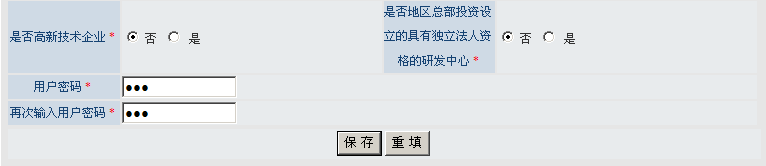 是否高新技术企业 * 否 是
是否地区总部投资设
立的具有独立法人资
格的研发中心 * 否 是
用户密码 * ●●●
再次输入用户密码 * ●●●
保存 重填